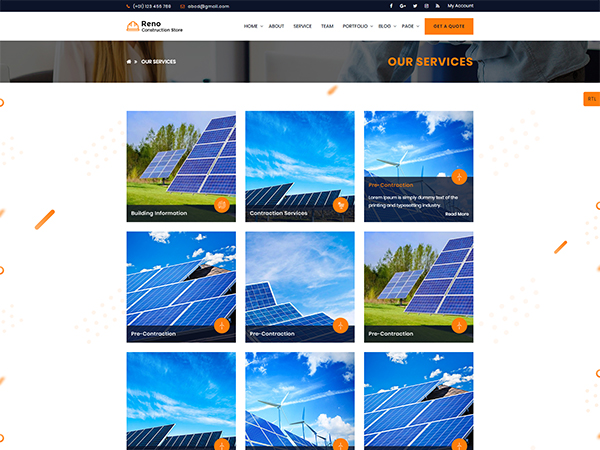 (+01) 123 456 789 abcd@gmail.com My Account
Reno
Construction Store
HOME ABOUT SERVICE TEAM PORTFOLIO BLOG PAGE GET A QUOTE
OUR SERVICES
OUR SERVICES
RTL
Pre-Contraction
Lorem Ipsum is simply dummy text of the
printing and typesetting industry.
Read More
Building Information
Contraction Services
Pre-Contraction
Pre-Contraction
Pre-Contraction